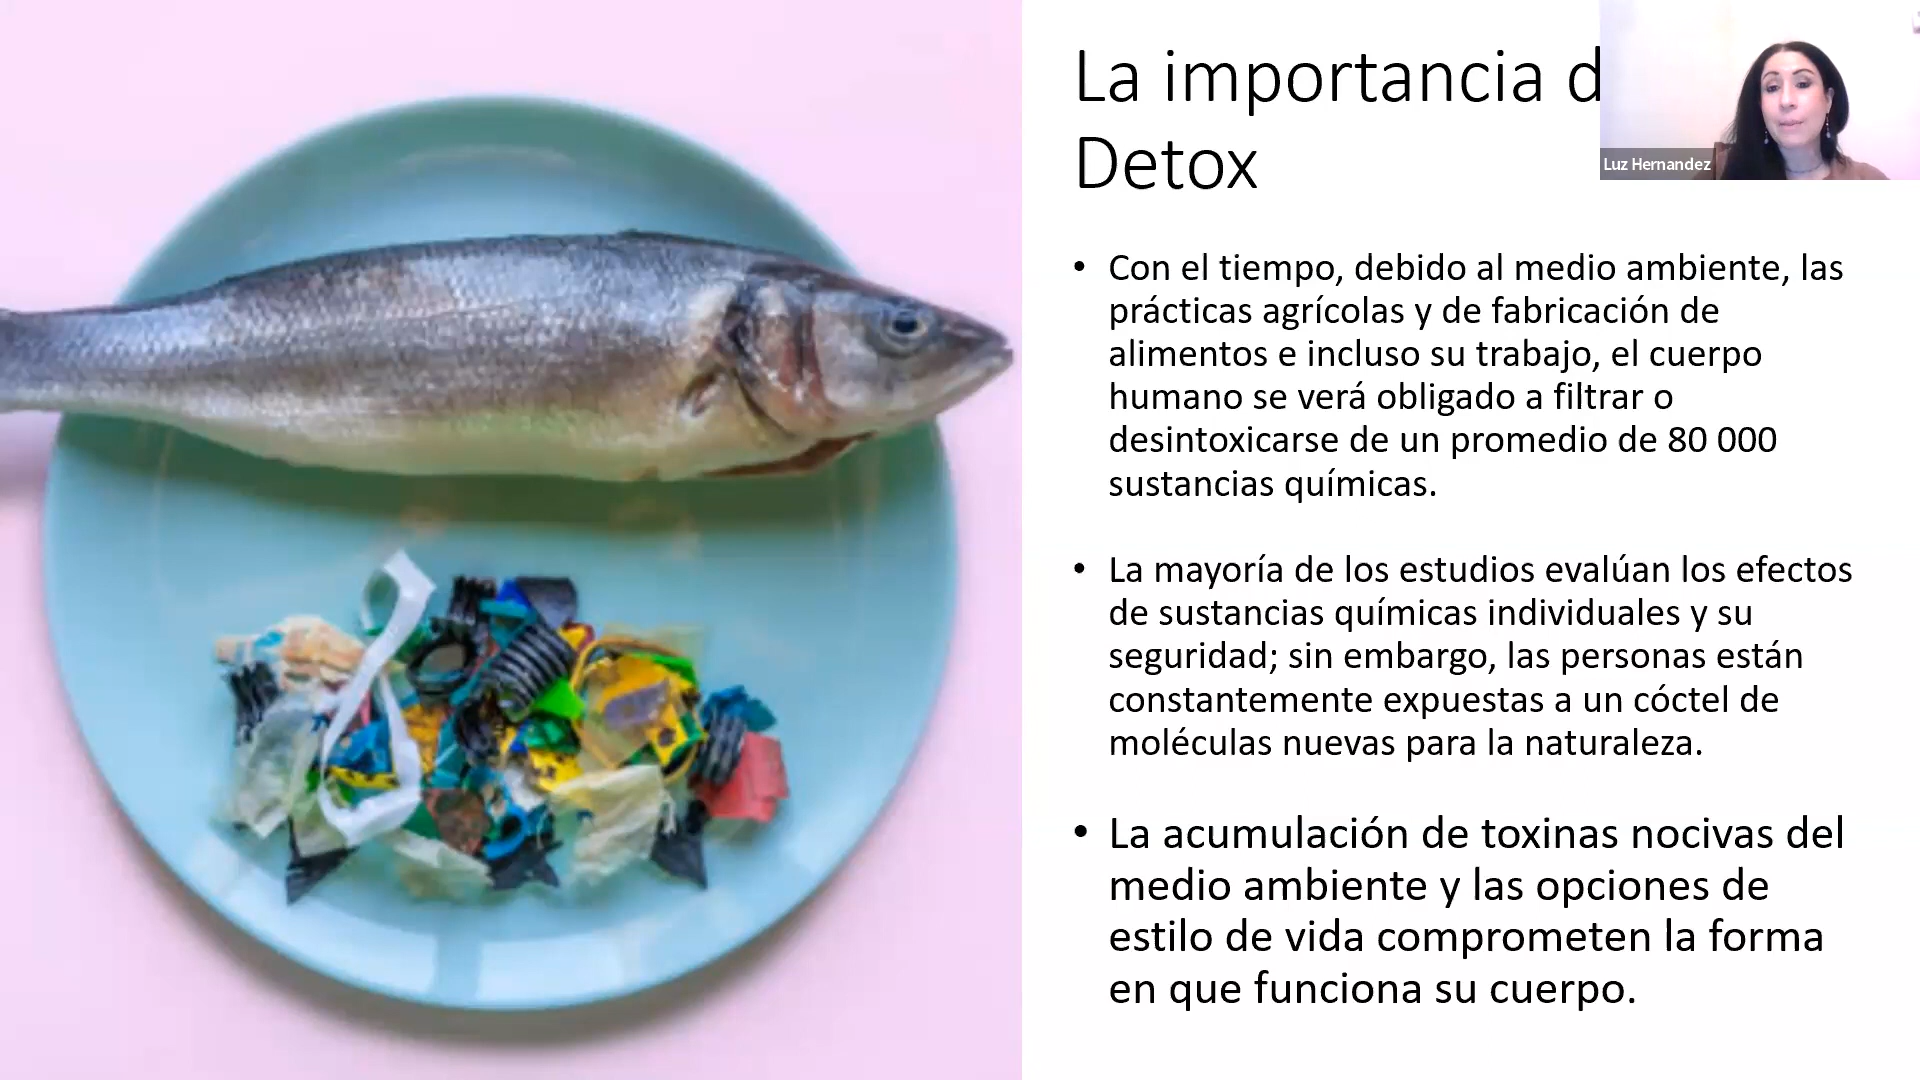 La importancia d
Detox
Luz Hernandez
• Con el tiempo, debido al medio ambiente, las
prácticas agrícolas y de fabricación de
alimentos e incluso su trabajo, el cuerpo
humano se verá obligado a filtrar o
desintoxicarse de un promedio de 80 000
sustancias químicas.
• La mayoría de los estudios evalúan los efectos
de sustancias químicas individuales y su
seguridad; sin embargo, las personas están
constantemente expuestas a un cóctel de
moléculas nuevas para la naturaleza.
• La acumulación de toxinas nocivas del
medio ambiente y las opciones de
estilo de vida comprometen la forma
en que funciona su cuerpo.